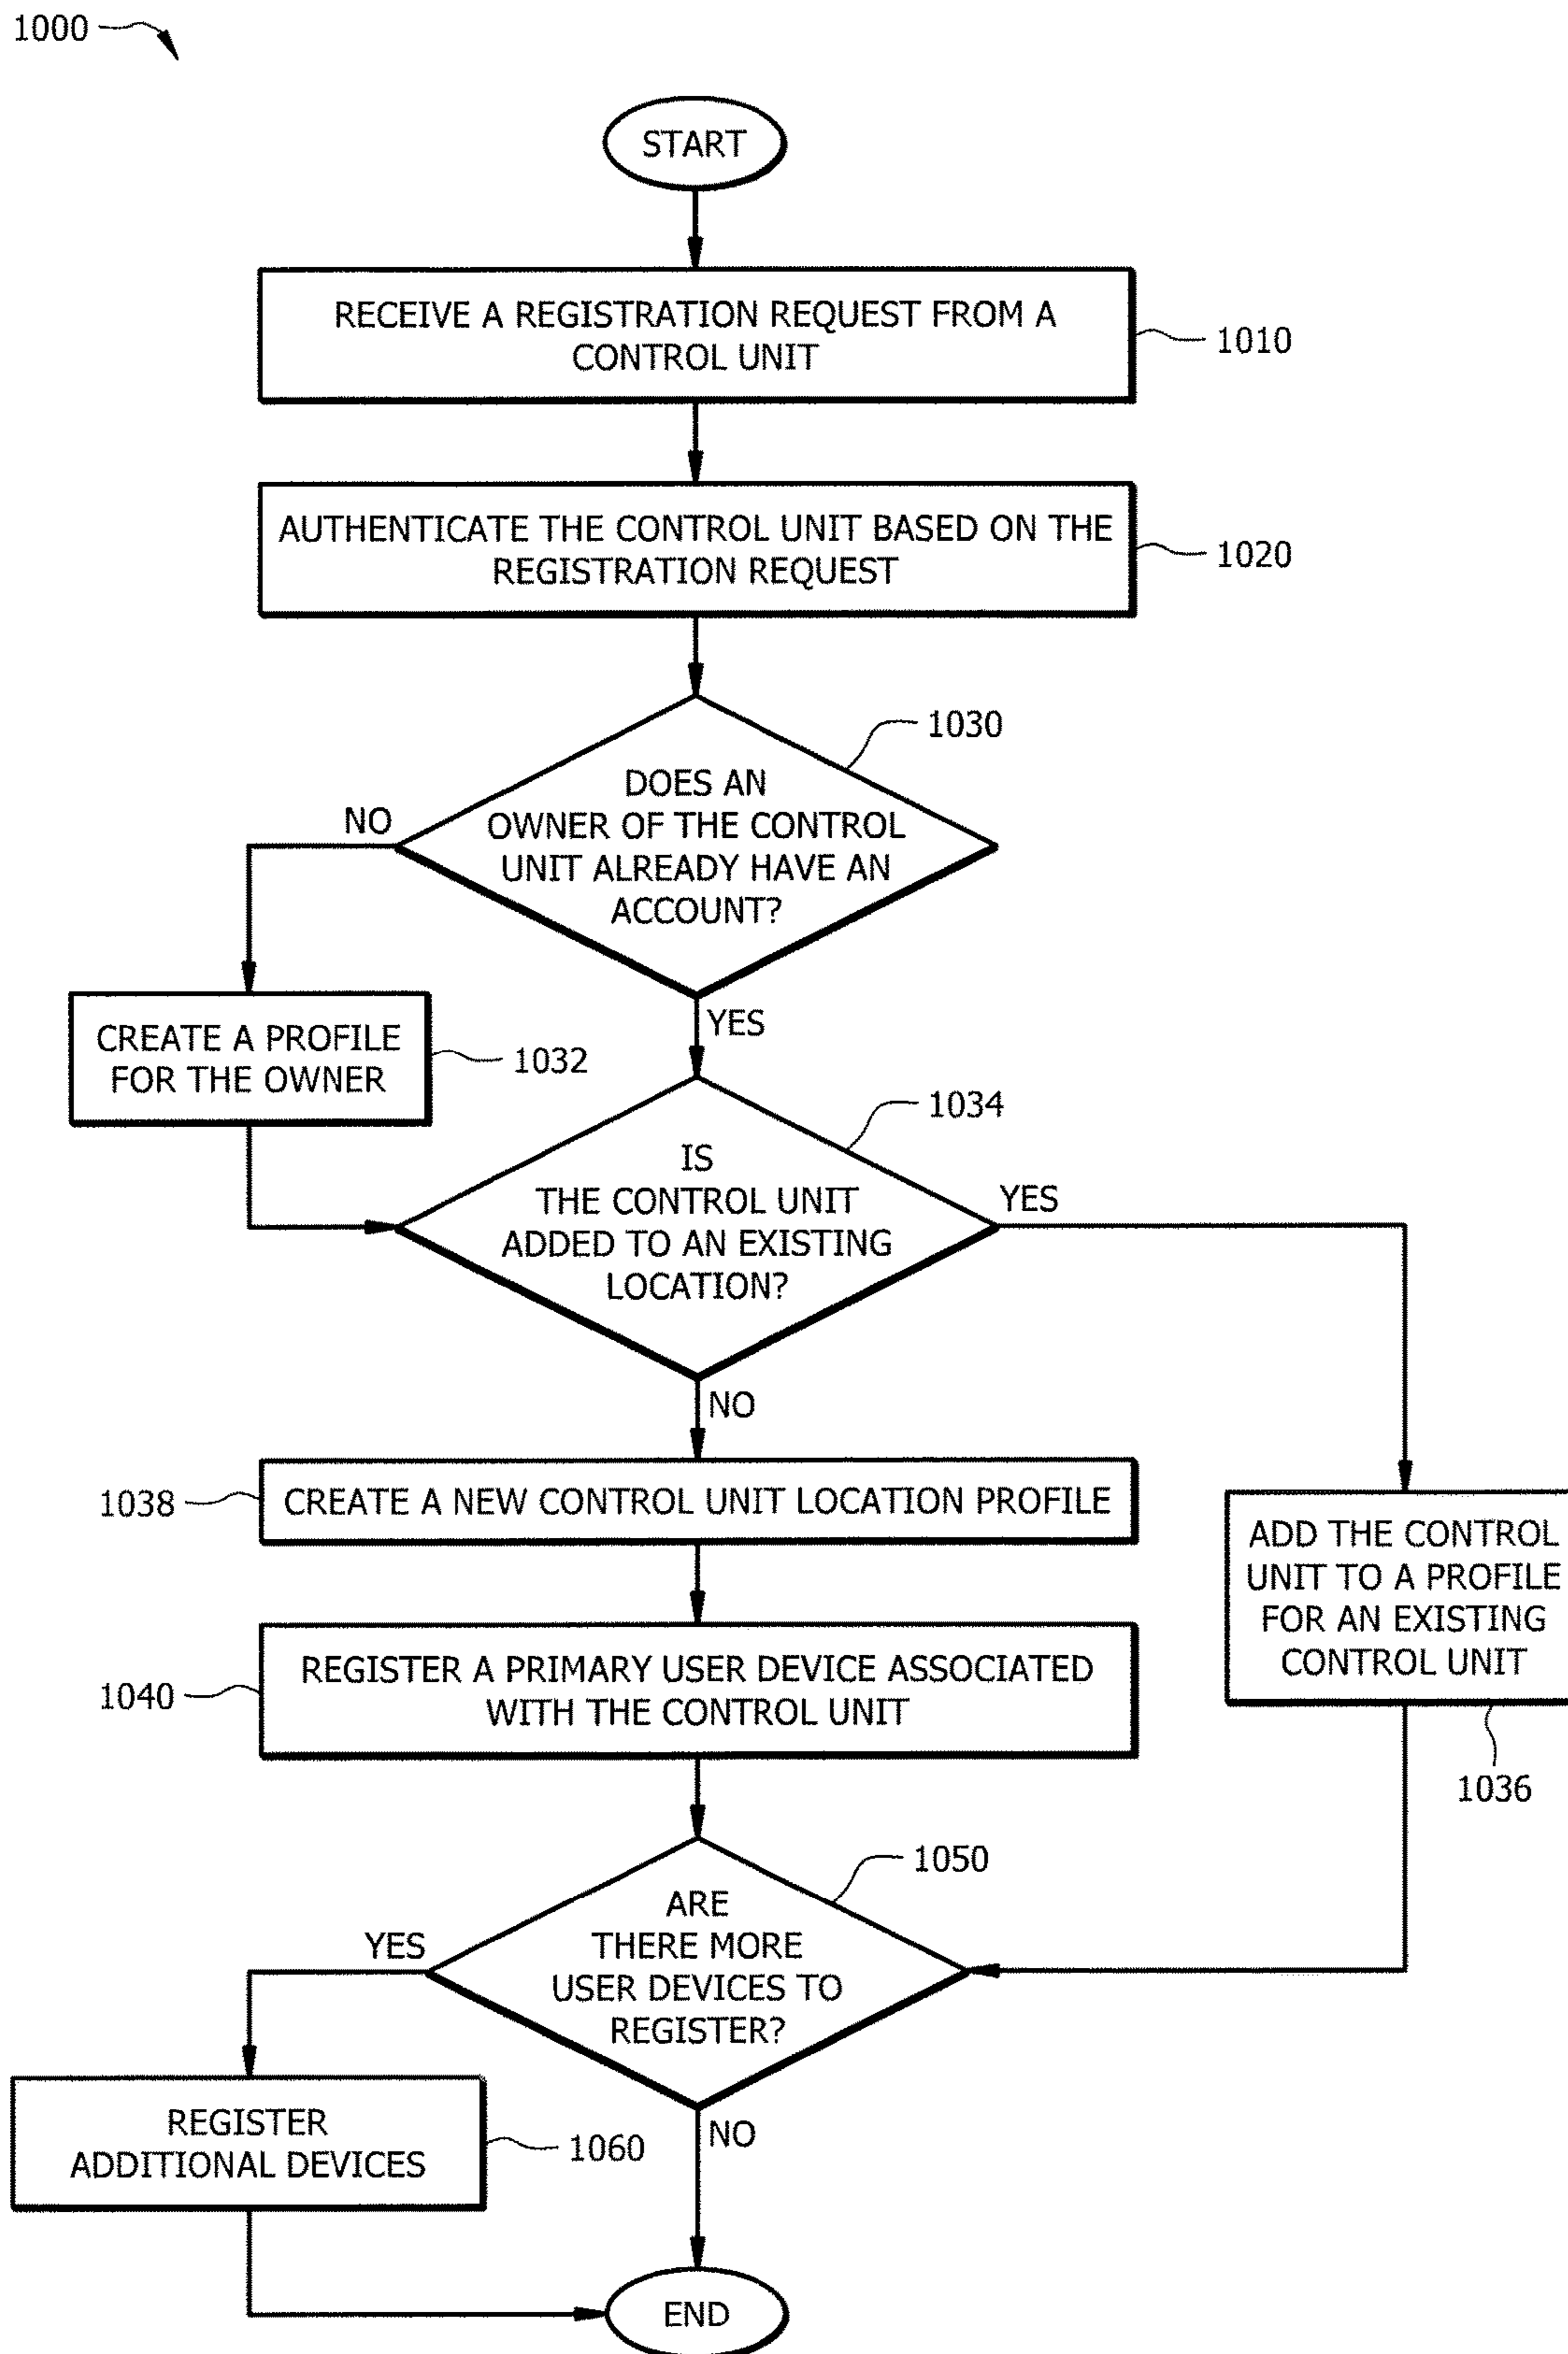 1000
START
RECEIVE A REGISTRATION REQUEST FROM A
CONTROL UNIT
1010
AUTHENTICATE THE CONTROL UNIT BASED ON THE
REGISTRATION REQUEST
1020
1030
DOES AN
OWNER OF THE CONTROL
UNIT ALREADY HAVE AN
ACCOUNT?
NO
YES
CREATE A PROFILE
FOR THE OWNER
1032
1034
IS
THE CONTROL UNIT
ADDED TO AN EXISTING
LOCATION?
YES
NO
1038
CREATE A NEW CONTROL UNIT LOCATION PROFILE
ADD THE CONTROL
UNIT TO A PROFILE
FOR AN EXISTING
CONTROL UNIT
1036
1040
REGISTER A PRIMARY USER DEVICE ASSOCIATED
WITH THE CONTROL UNIT
1050
ARE
THERE MORE
USER DEVICES TO
REGISTER?
YES
NO
REGISTER
ADDITIONAL DEVICES
1060
END